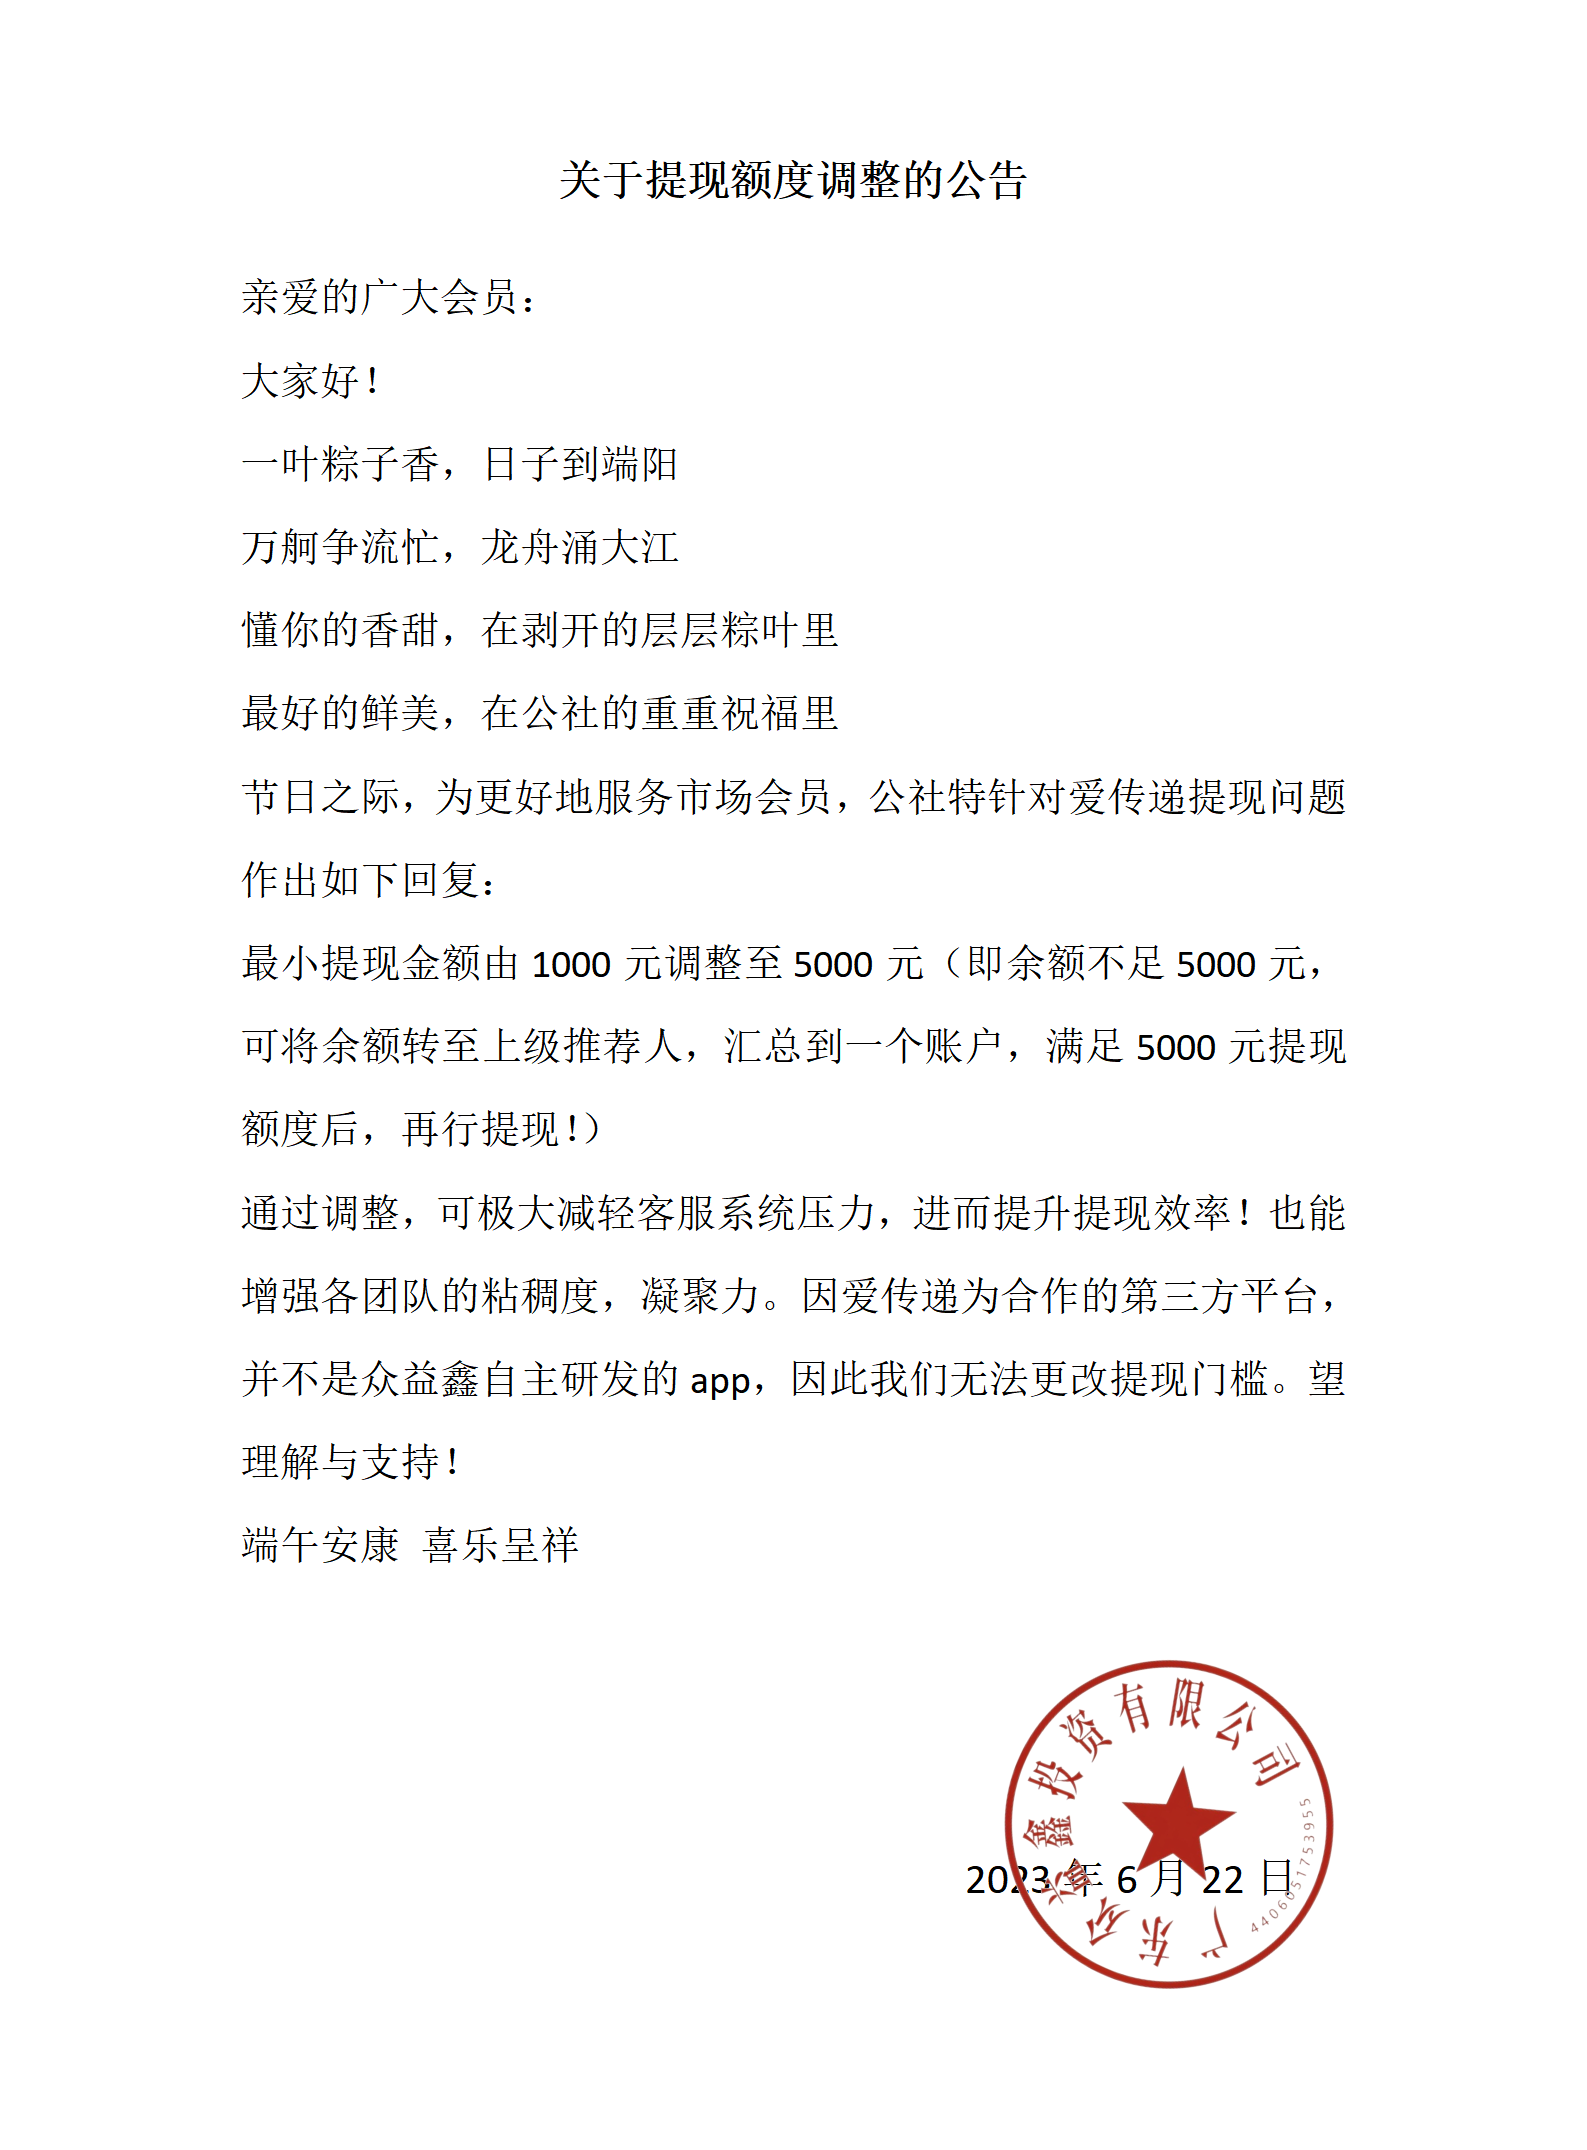 关于提现额度调整的公告
亲爱的广大会员：
大家好！
一叶粽子香，日子到端阳
万舸争流忙，龙舟涌大江
懂你的香甜，在剥开的层层粽叶里
最好的鲜美，在公社的重重祝福里
节日之际，为更好地服务市场会员，公社特针对爱传递提现问题
作出如下回复：
最小提现金额由 1000 元调整至 5000 元（即余额不足 5000 元，
可将余额转至上级推荐人，汇总到一个账户，满足 5000 元提现
额度后，再行提现！）
通过调整，可极大减轻客服系统压力，进而提升提现效率！也能
增强各团队的粘稠度，凝聚力。因爱传递为合作的第三方平台，
并不是众益鑫自主研发的 app，因此我们无法更改提现门槛。望
理解与支持！
端午安康 喜乐呈祥
广东众益鑫投资有限公司
4406051753955
2023 年 6 月 22 日